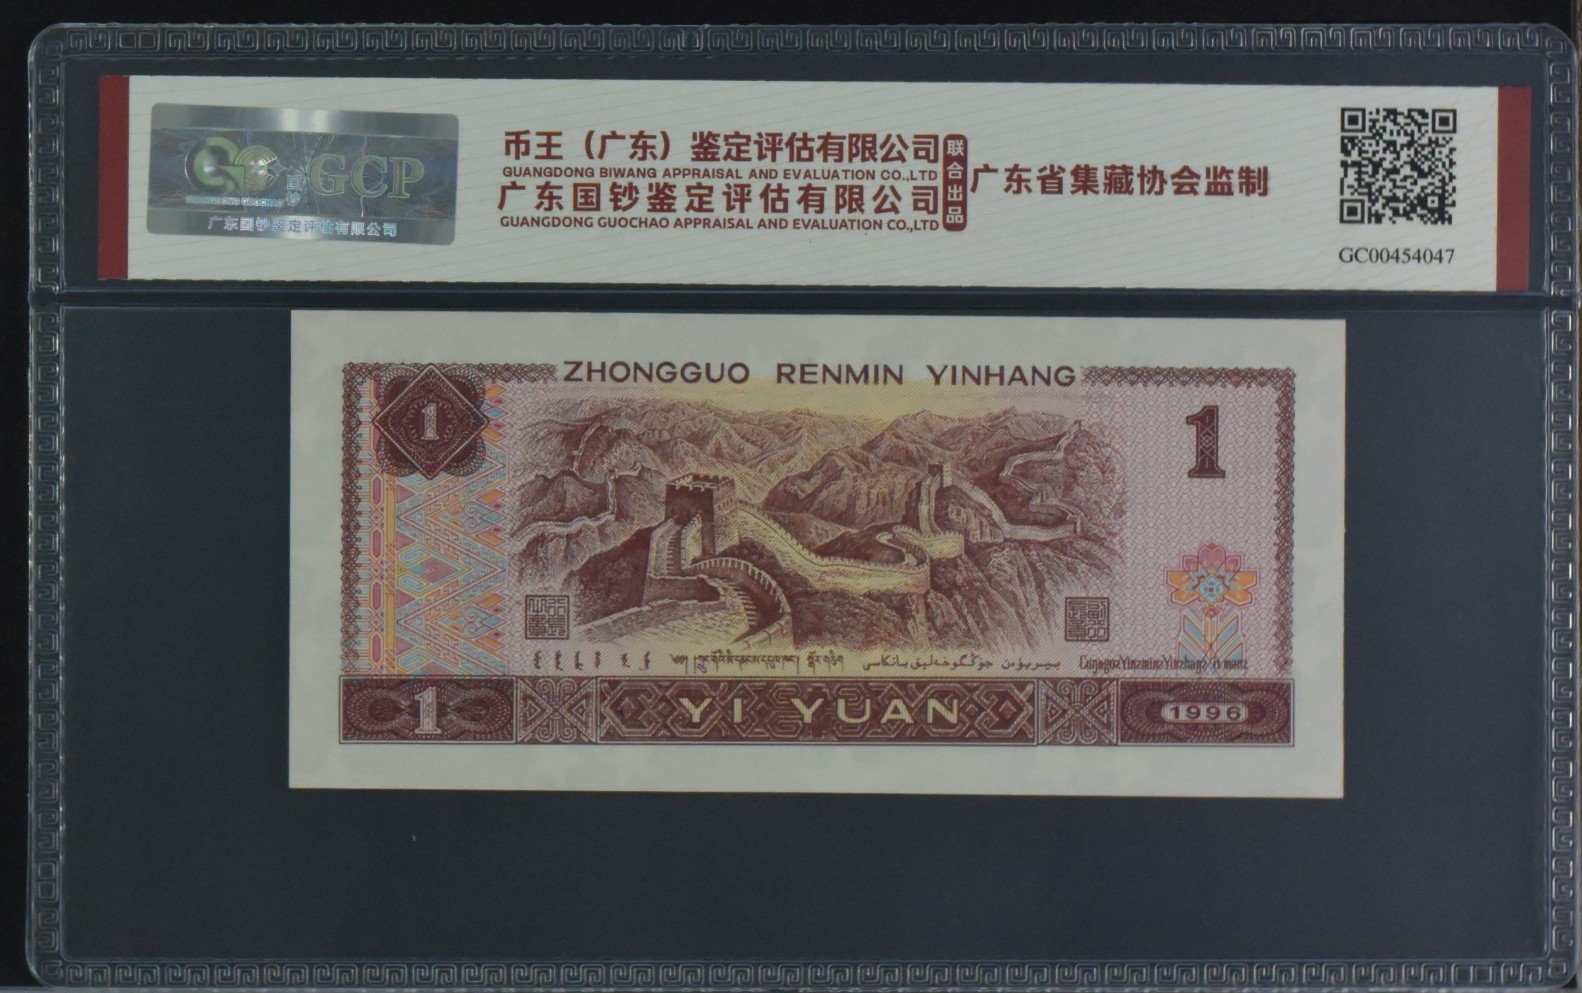 GCP
广东国钞鉴定评估有限公司
币王（广东）鉴定评估有限公司
GUANGDONG BIWANG APPRAISAL AND EVALUATION CO.,LTD
广东国钞鉴定评估有限公司
GUANGDONG GUOCHAO APPRAISAL AND EVALUATION CO.,LTD
联合出品
广东省集藏协会监制
GC00454047
ZHONGGUO RENMIN YINHANG
1
1
1
YI YUAN
1996